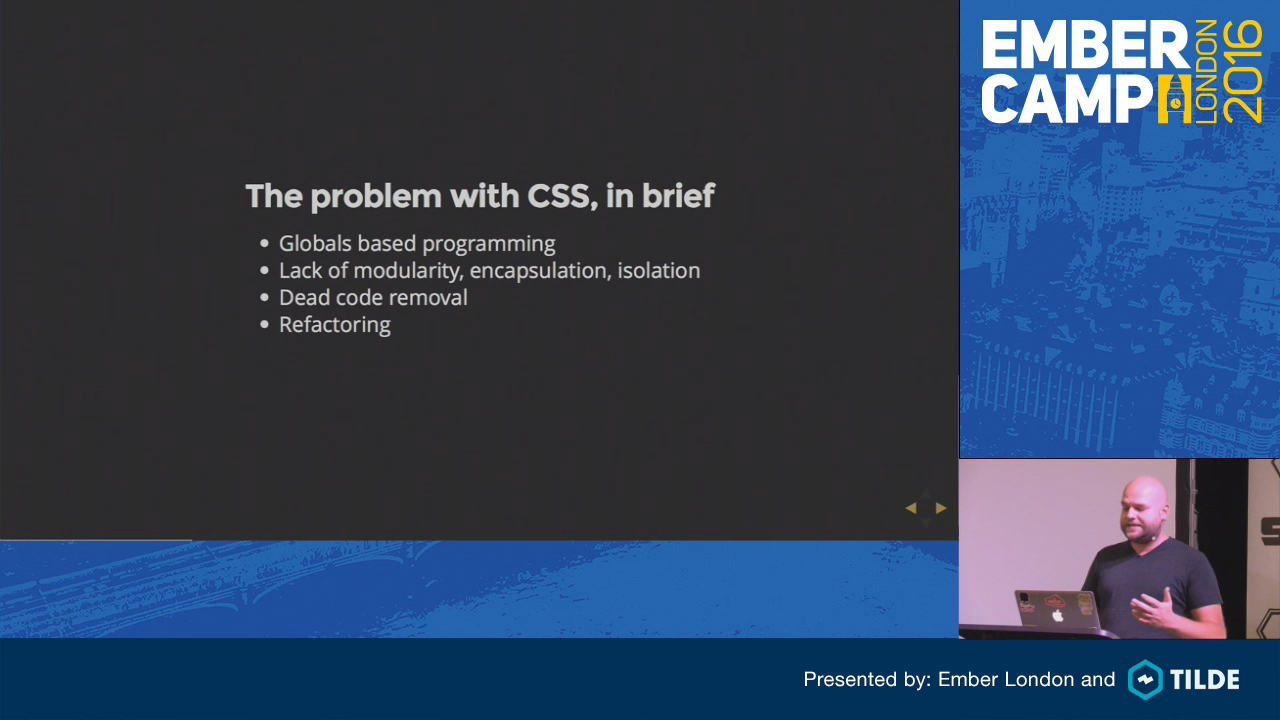 The problem with CSS, in brief
• Globals based programming
• Lack of modularity, encapsulation, isolation
• Dead code removal
• Refactoring
EMBER
CAMP
LONDON
2016
Presented by: Ember London and TILDE